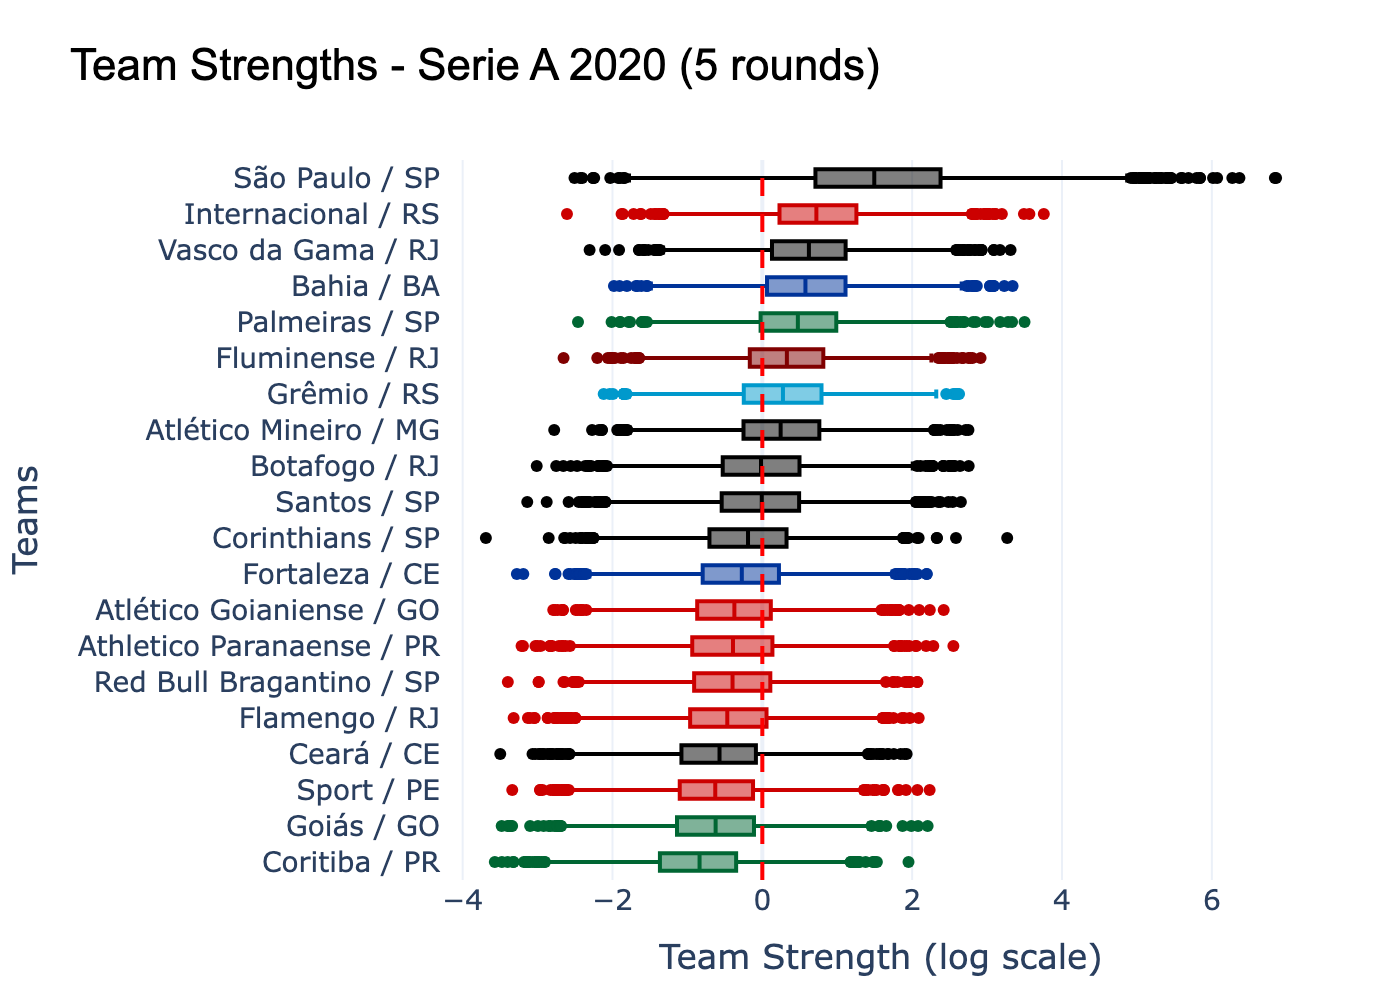 Team Strengths - Serie A 2020 (5 rounds)
Teams
São Paulo / SP
Internacional / RS
Vasco da Gama / RJ
Bahia / BA
Palmeiras / SP
Fluminense / RJ
Grêmio / RS
Atlético Mineiro / MG
Botafogo / RJ
Santos / SP
Corinthians / SP
Fortaleza / CE
Atlético Goianiense / GO
Athletico Paranaense / PR
Red Bull Bragantino / SP
Flamengo / RJ
Ceará / CE
Sport / PE
Goiás / GO
Coritiba / PR
−4 −2 0 2 4 6
Team Strength (log scale)